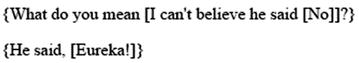 {What do you mean [I can't believe he said [No]]?}
{He said, [Eureka!]}